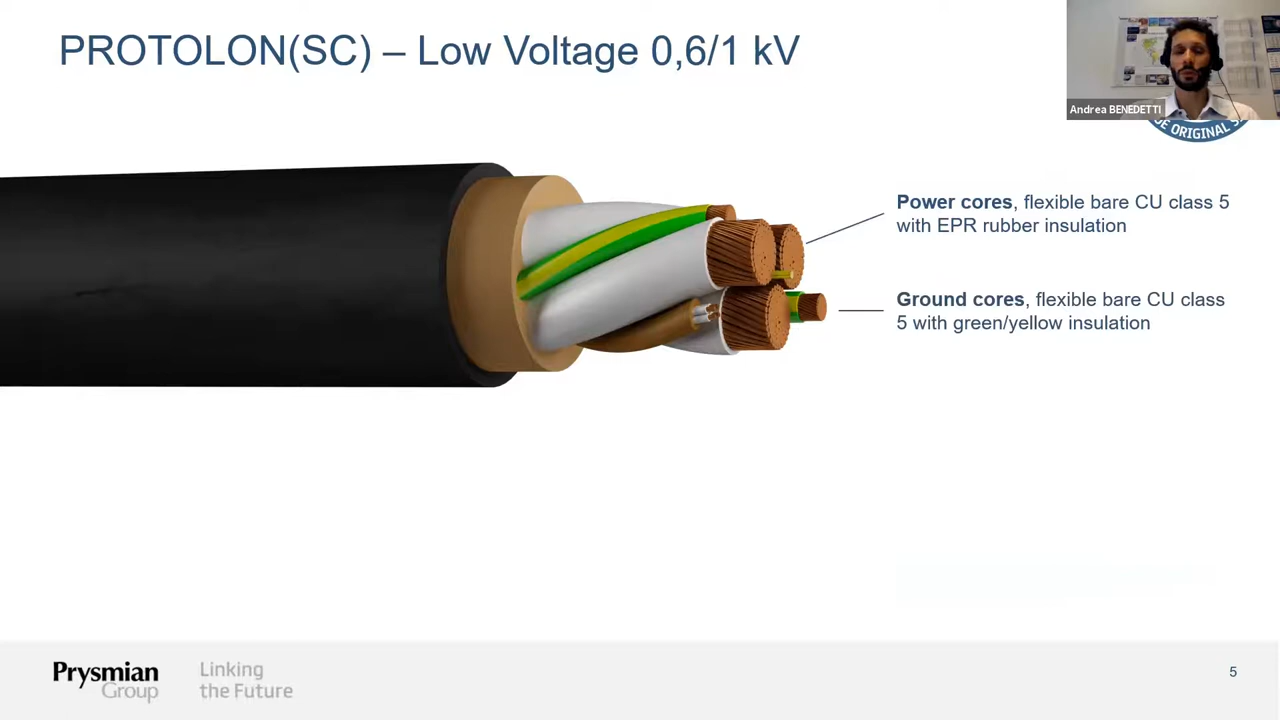 PROTOLON(SC) – Low Voltage 0,6/1 kV
Andrea BENEDETTI
DE ORIGINAL
Power cores, flexible bare CU class 5
with EPR rubber insulation
Ground cores, flexible bare CU class
5 with green/yellow insulation
Prysmian
Group
Linking
the Future
5